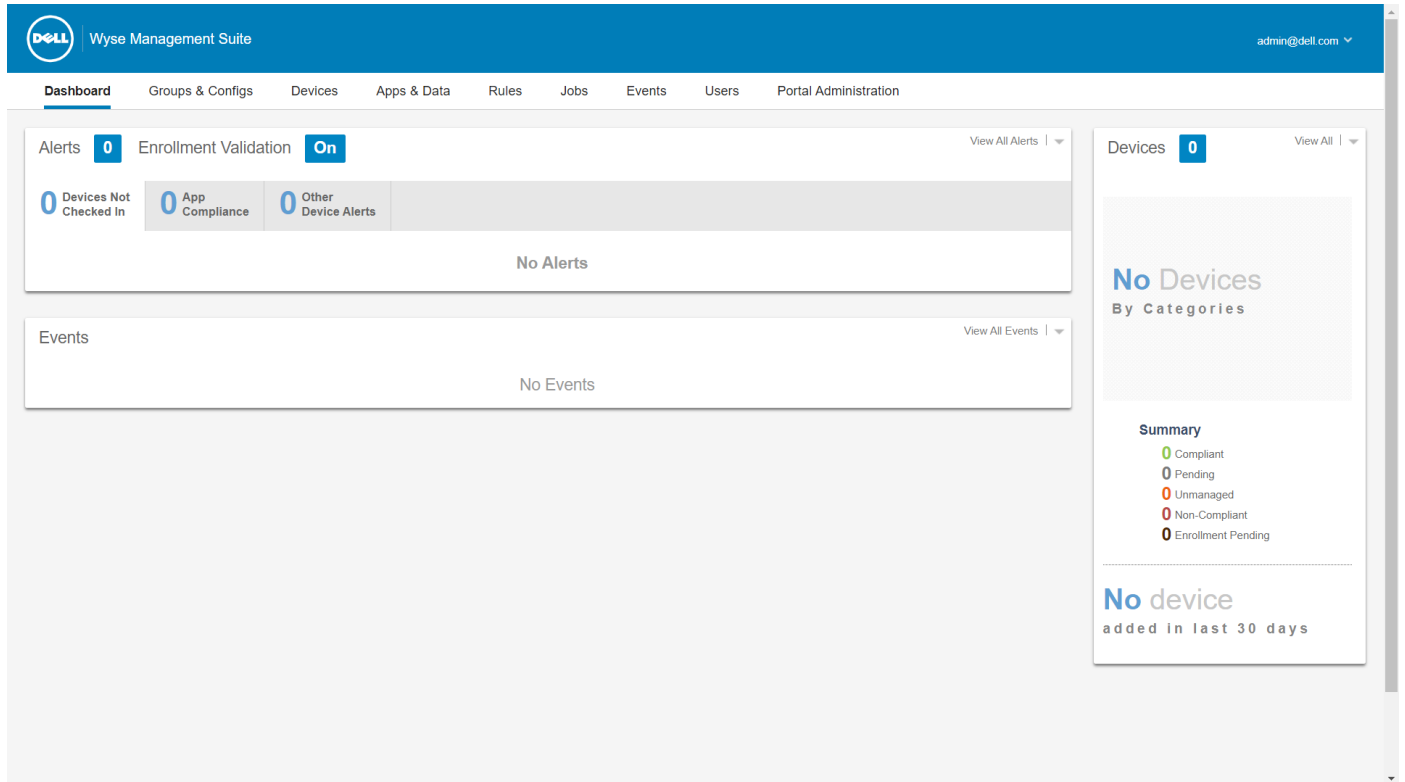 DELL Wyse Management Suite admin@dell.com
Dashboard Groups & Configs Devices Apps & Data Rules Jobs Events Users Portal Administration
Alerts 0 Enrollment Validation On View All Alerts
0 Devices Not Checked In
0 App Compliance
0 Other Device Alerts
No Alerts
Events View All Events
No Events
Devices 0 View All
No Devices
By Categories
Summary
0 Compliant
0 Pending
0 Unmanaged
0 Non-Compliant
0 Enrollment Pending
No device
added in last 30 days